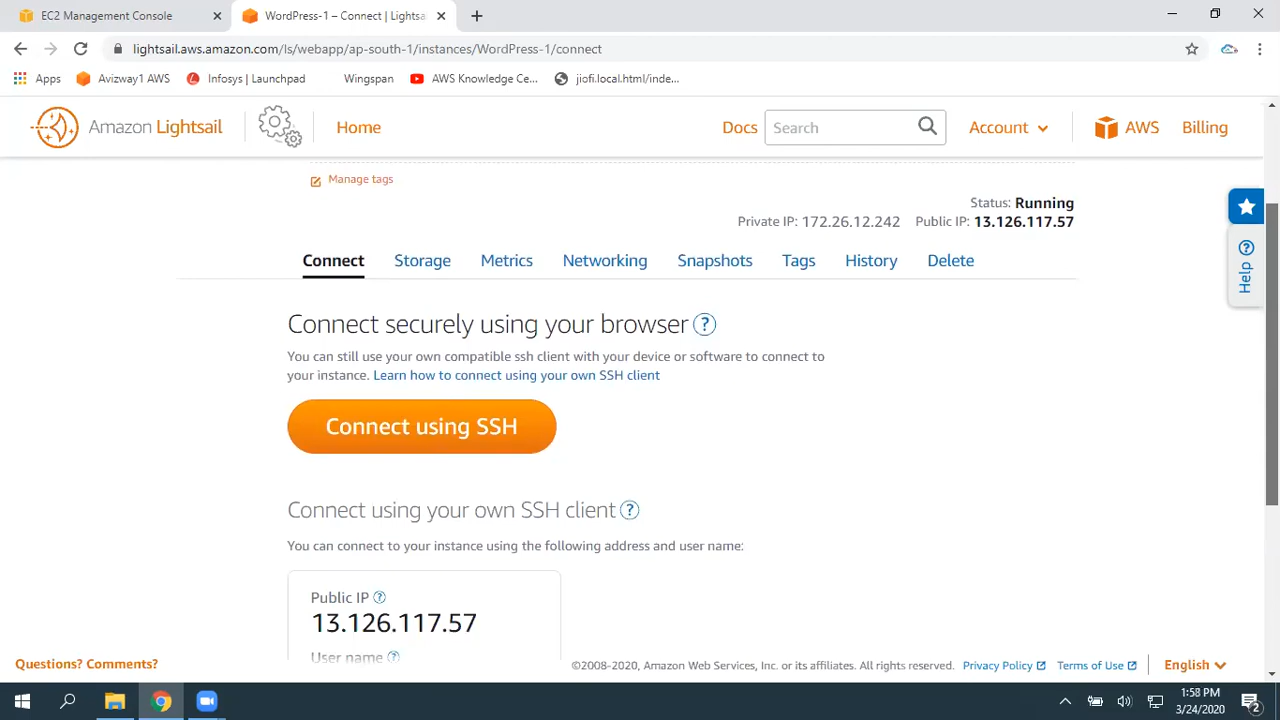 EC2 Management Console
WordPress-1 – Connect | Lightsa
lightsail.aws.amazon.com/ls/webapp/ap-south-1/instances/WordPress-1/connect
Apps
Avizway1 AWS
Infosys | Launchpad
Wingspan
AWS Knowledge Ce...
jiofi.local.html/inde...
Amazon Lightsail
Home
Docs
Search
Account
AWS
Billing
Manage tags
Status: Running
Private IP: 172.26.12.242 Public IP: 13.126.117.57
Connect Storage Metrics Networking Snapshots Tags History Delete
Help
Connect securely using your browser
You can still use your own compatible ssh client with your device or software to connect to
your instance. Learn how to connect using your own SSH client
Connect using SSH
Connect using your own SSH client
You can connect to your instance using the following address and user name:
Public IP
13.126.117.57
User name
Questions? Comments?
©2008-2020, Amazon Web Services, Inc. or its affiliates. All rights reserved. Privacy Policy Terms of Use English
1:58 PM
3/24/2020
2